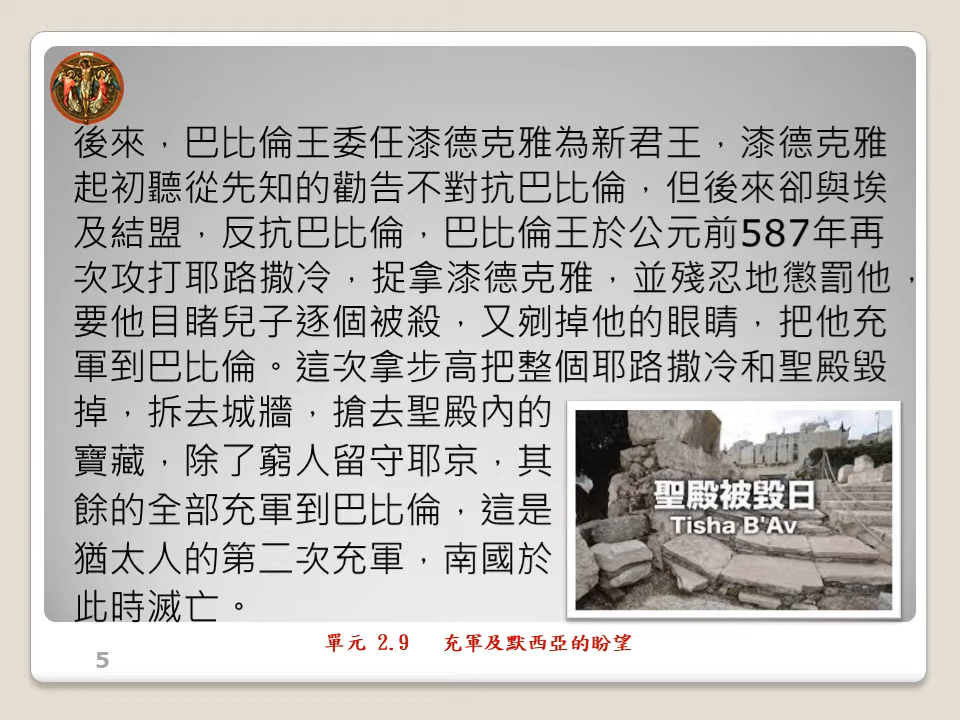 後來，巴比倫王委任漆德克雅為新君王，漆德克雅
起初聽從先知的勸告不對抗巴比倫，但後來卻與埃
及結盟，反抗巴比倫，巴比倫王於公元前587年再
次攻打耶路撒冷，捉拿漆德克雅，並殘忍地懲罰他，
要他目睹兒子逐個被殺，又剜掉他的眼睛，把他充
軍到巴比倫。這次拿步高把整個耶路撒冷和聖殿毀
掉，拆去城牆，搶去聖殿內的
寶藏，除了窮人留守耶京，其
餘的全部充軍到巴比倫，這是
猶太人的第二次充軍，南國於
此時滅亡。
聖殿被毀日
Tisha B'Av
單元 2.9 充軍及默西亞的盼望
5